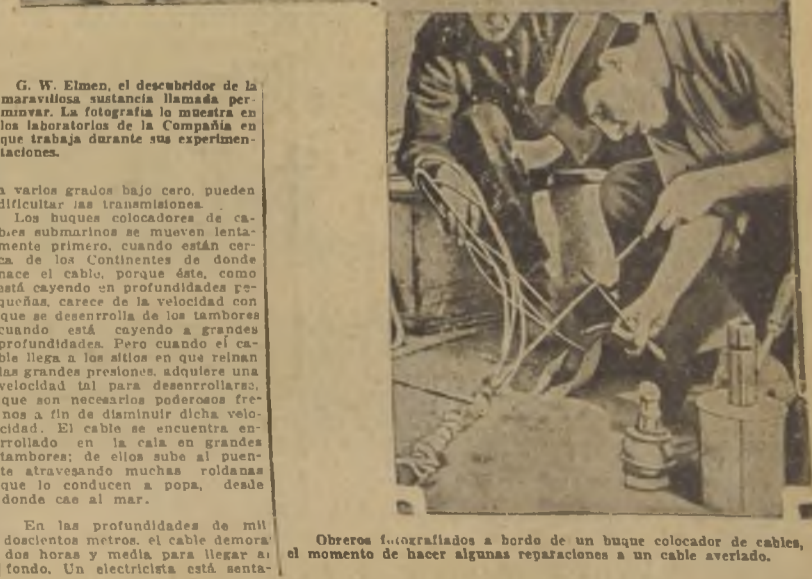 G. W. Elmen, el descubridor de la
maravillosa sustancia llamada per-
minvar. La fotografía lo muestra en
los laboratorios de la Compañía en
que trabaja durante sus experimen-
taciones.
a varios grados bajo cero, pueden
dificultar las transmisiones.
Los buques colocadores de ca-
bles submarinos se mueven lenta-
mente primero, cuando están cer-
ca de los Continentes de donde
nace el cable, porque éste, como
está cayendo en profundidades pe-
queñas, carece de la velocidad con
que se desenrrolla de los tambores
cuando está cayendo a grandes
profundidades. Pero cuando el ca-
ble llega a los sitios en que reinan
las grandes presiones, adquiere una
velocidad tal para desenrrollarse,
que son necesarios poderosos fre-
nos a fin de disminuir dicha velo-
cidad. El cable se encuentra en-
rrollado en la cala en grandes
tambores; de ellos sube al puen-
te atravesando muchas roldanas
que lo conducen a popa, desde
donde cae al mar.
En las profundidades de mil
doscientos metros, el cable demora
dos horas y media para llegar al
fondo. Un electricista está senta-
Obreros fotografiados a bordo de un buque colocador de cables,
el momento de hacer algunas reparaciones a un cable averiado.